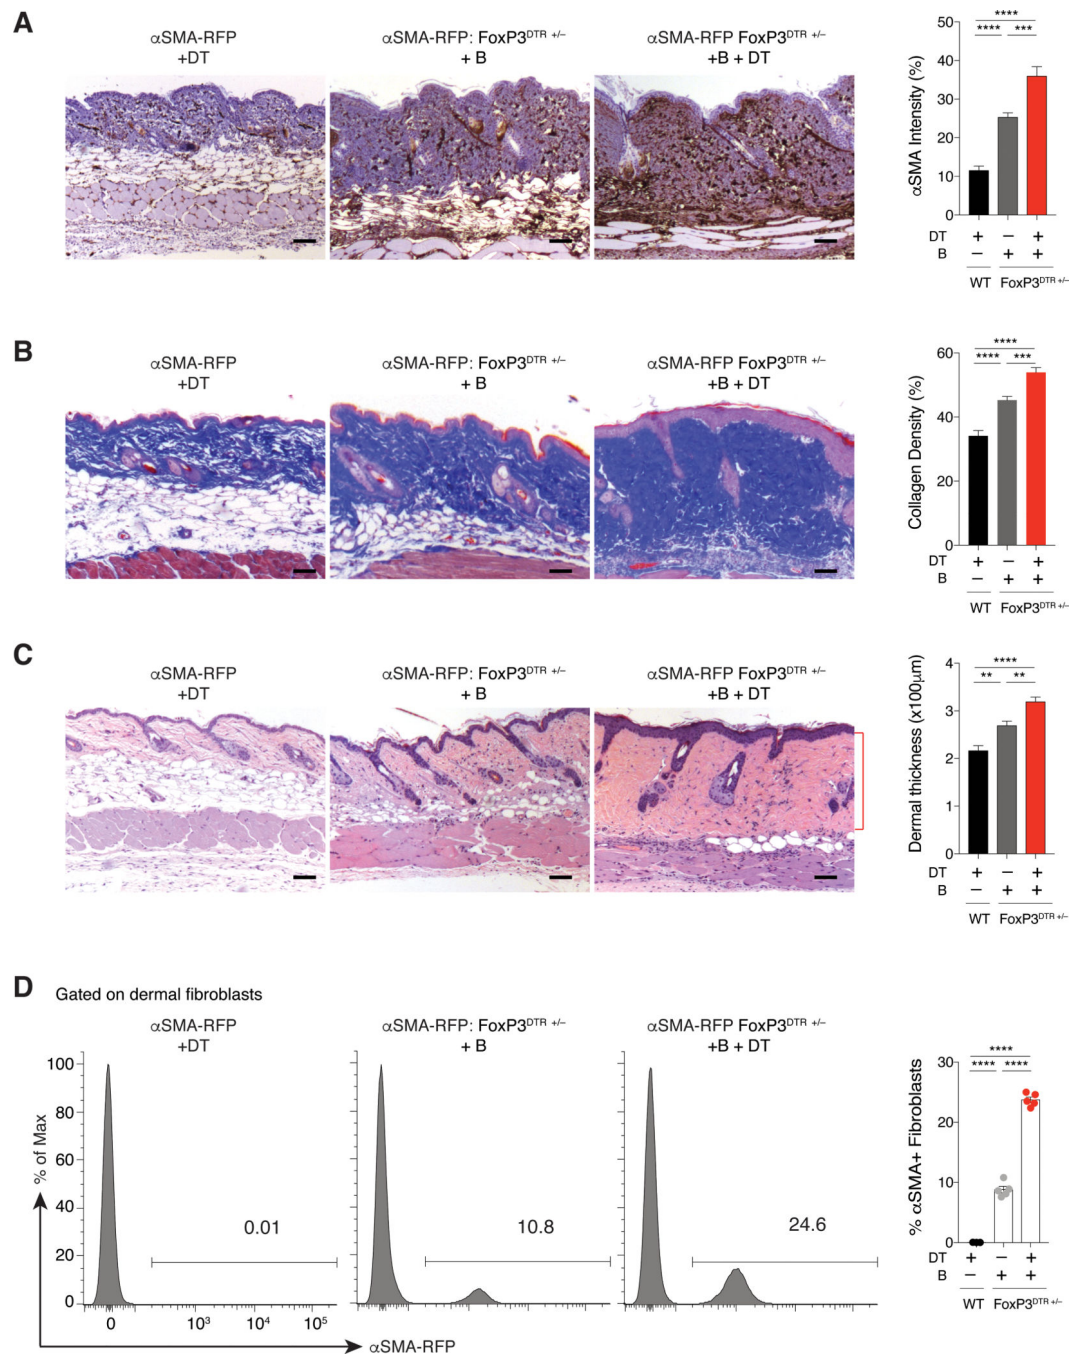 A
αSMA-RFP
+DT
αSMA-RFP: FoxP3DTR +/–
+ B
αSMA-RFP FoxP3DTR +/–
+B + DT
αSMA Intensity (%)
50
40
30
20
10
0
****
**** ***
DT + – +
B – + +
WT FoxP3DTR +/–
B
αSMA-RFP
+DT
αSMA-RFP: FoxP3DTR +/–
+ B
αSMA-RFP FoxP3DTR +/–
+B + DT
Collagen Density (%)
60
40
20
0
****
**** ***
DT + – +
B – + +
WT FoxP3DTR +/–
C
αSMA-RFP
+DT
αSMA-RFP: FoxP3DTR +/–
+ B
αSMA-RFP FoxP3DTR +/–
+B + DT
Dermal thickness (x100μm)
4
3
2
1
0
****
** **
DT + – +
B – + +
WT FoxP3DTR +/–
D
Gated on dermal fibroblasts
αSMA-RFP
+DT
αSMA-RFP: FoxP3DTR +/–
+ B
αSMA-RFP FoxP3DTR +/–
+B + DT
% of Max
100
80
60
40
20
0
0.01
10.8
24.6
0 10³ 10⁴ 10⁵
αSMA-RFP
% αSMA+ Fibroblasts
30
20
10
0
****
**** ****
DT + – +
B – + +
WT FoxP3DTR +/–